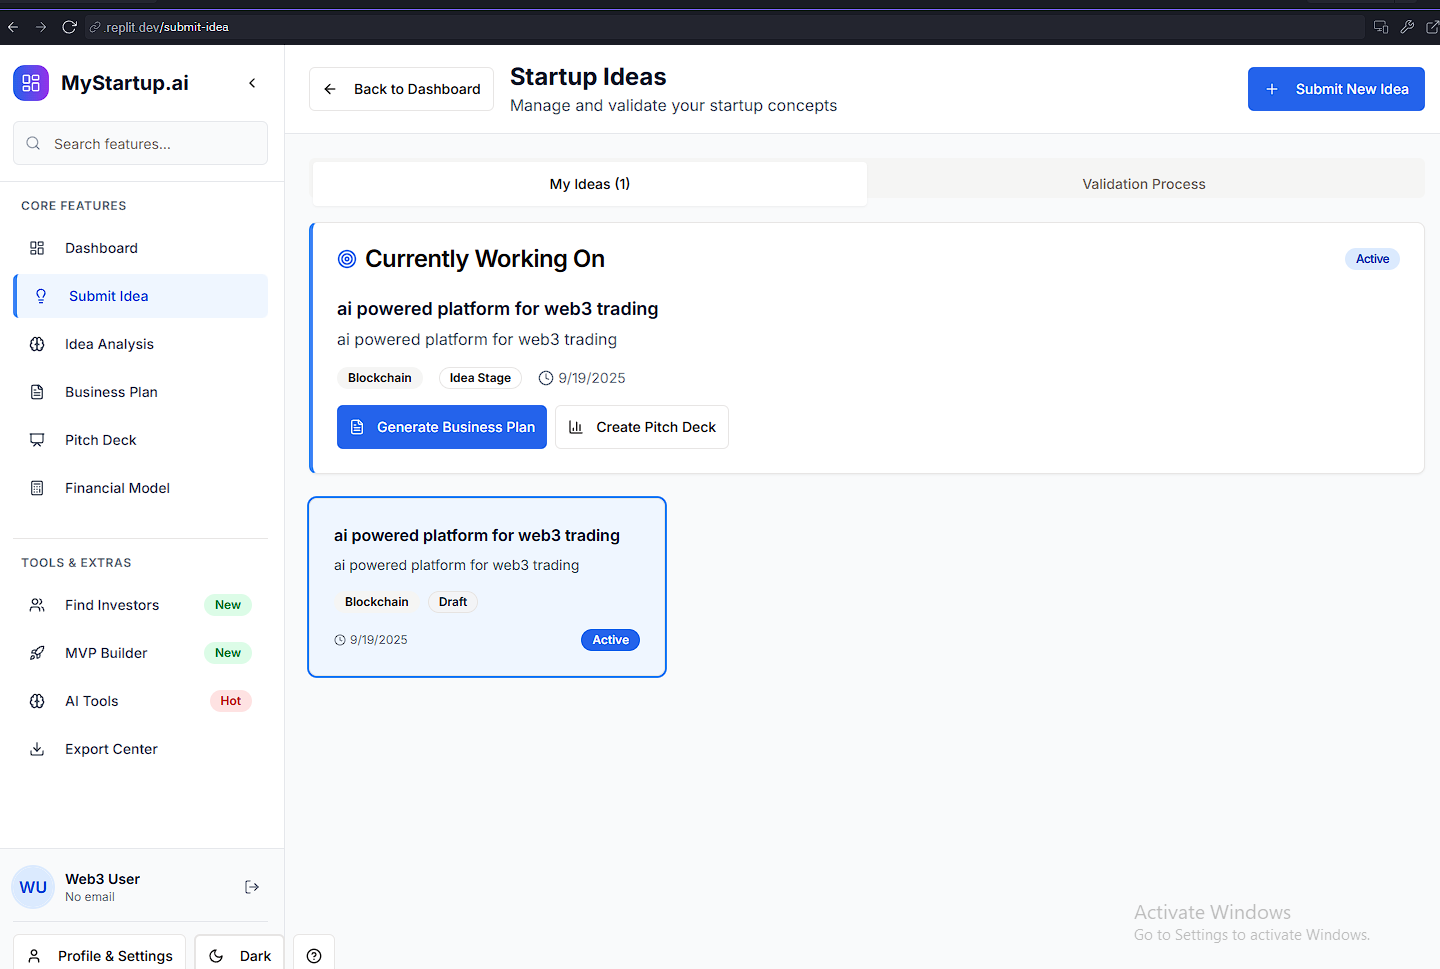 .replit.dev/submit-idea
MyStartup.ai
Search features...
CORE FEATURES
Dashboard
Submit Idea
Idea Analysis
Business Plan
Pitch Deck
Financial Model
TOOLS & EXTRAS
Find Investors New
MVP Builder New
AI Tools Hot
Export Center
WU
Web3 User
No email
Profile & Settings
Dark
Back to Dashboard
Startup Ideas
Manage and validate your startup concepts
Submit New Idea
My Ideas (1)
Validation Process
Currently Working On
Active
ai powered platform for web3 trading
ai powered platform for web3 trading
Blockchain Idea Stage 9/19/2025
Generate Business Plan Create Pitch Deck
ai powered platform for web3 trading
ai powered platform for web3 trading
Blockchain Draft
9/19/2025 Active
Activate Windows
Go to Settings to activate Windows.